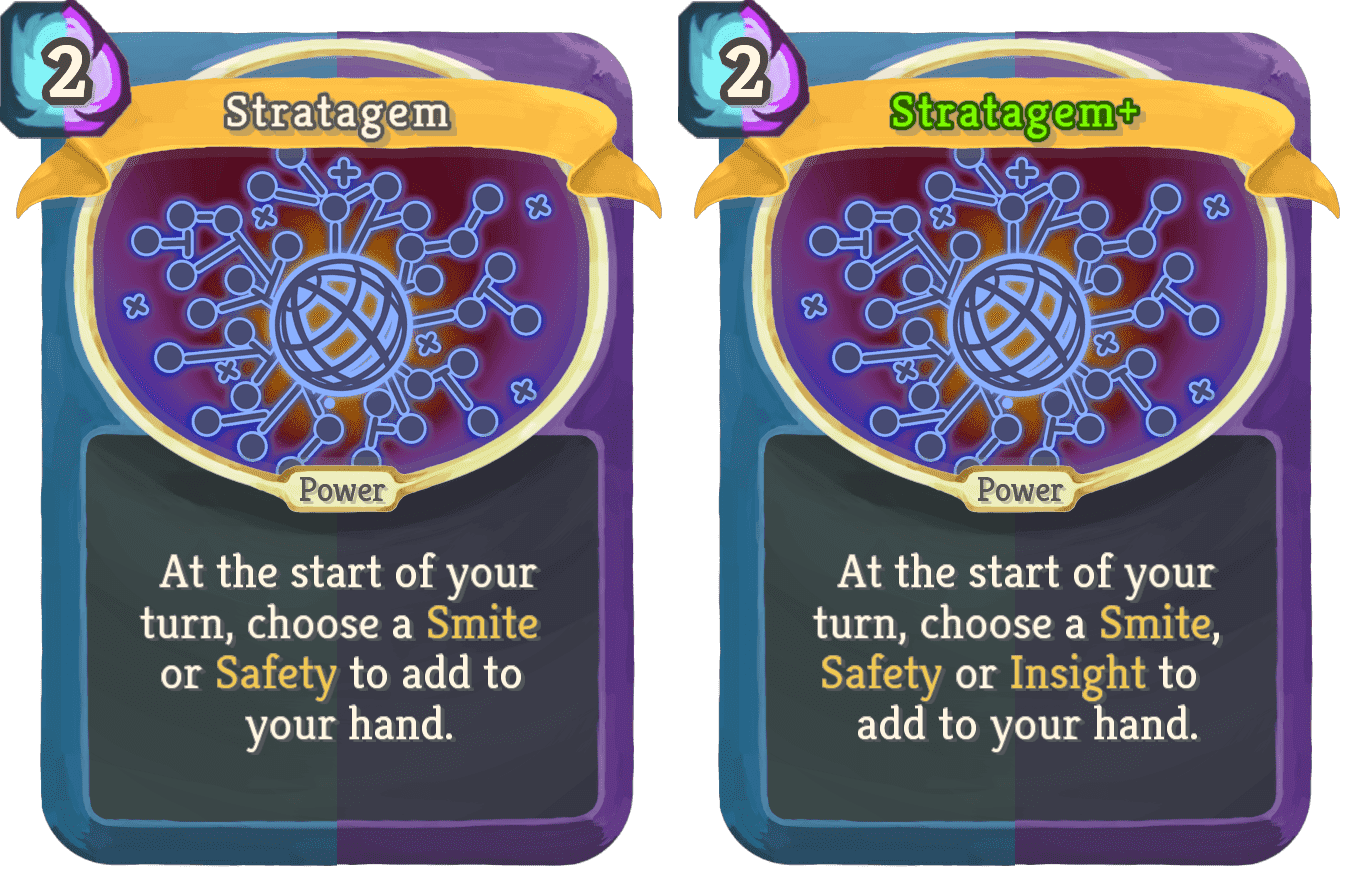 2
Stratagem
Power
At the start of your
turn, choose a Smite
or Safety to add to
your hand.
2
Stratagem+
Power
At the start of your
turn, choose a Smite,
Safety or Insight to
add to your hand.